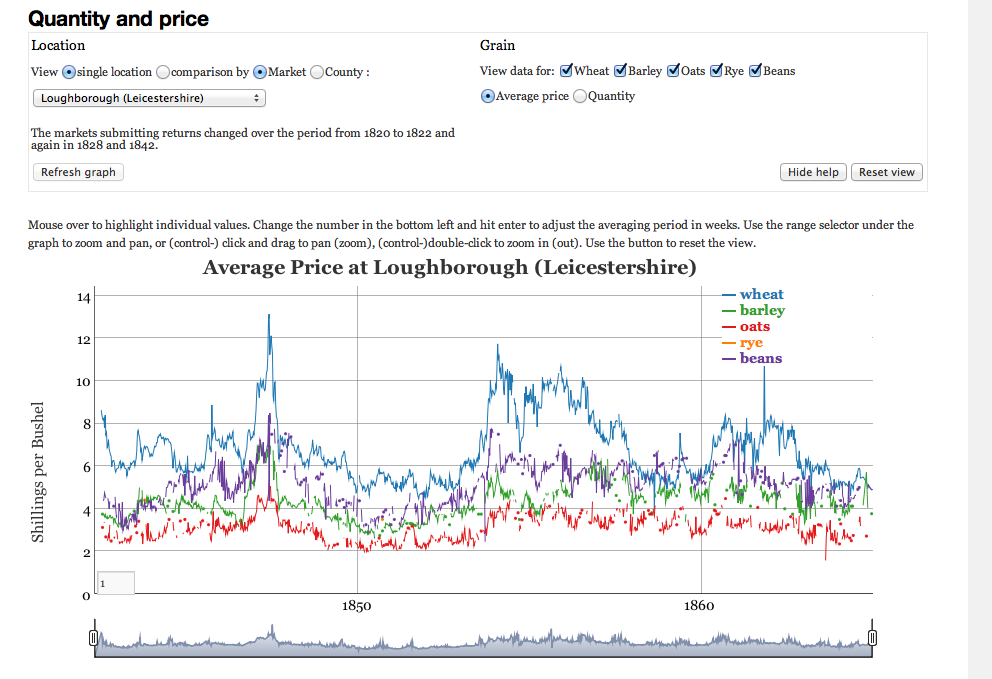 Quantity and price
Location
Grain
View single location comparison by Market County :
View data for: Wheat Barley Oats Rye Beans
Loughborough (Leicestershire)
Average price Quantity
The markets submitting returns changed over the period from 1820 to 1822 and
again in 1828 and 1842.
Refresh graph
Hide help
Reset view
Mouse over to highlight individual values. Change the number in the bottom left and hit enter to adjust the averaging period in weeks. Use the range selector under the
graph to zoom and pan, or (control-) click and drag to pan (zoom), (control-)double-click to zoom in (out). Use the button to reset the view.
Average Price at Loughborough (Leicestershire)
wheat
barley
oats
rye
beans
Shillings per Bushel
14
12
10
8
6
4
2
0
1
1850
1860